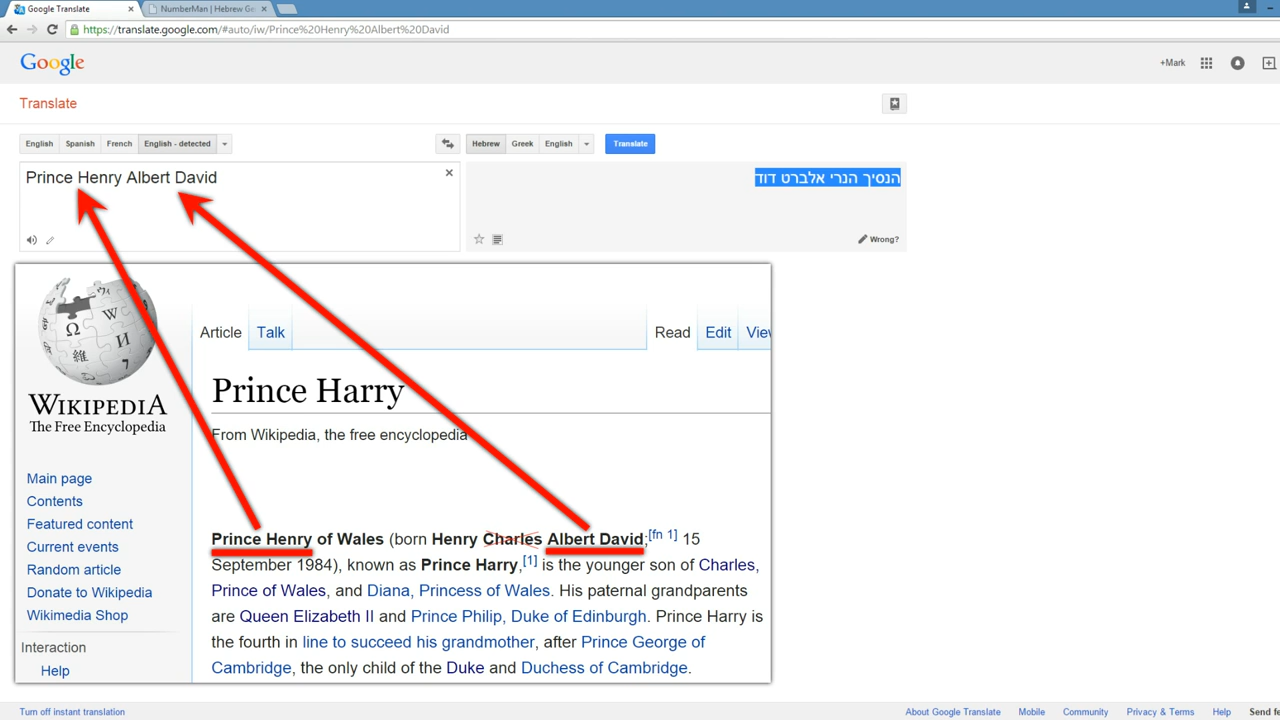 Google Translate
NumberMan | Hebrew Ge
https://translate.google.com/#auto/iw/Prince%20Henry%20Albert%20David
Google
+Mark
Translate
English Spanish French English - detected
Hebrew Greek English Translate
Prince Henry Albert David
הנסיך הנרי אלברט דוד
Wrong?
Article Talk Read Edit View
WIKIPEDIA
The Free Encyclopedia
Prince Harry
From Wikipedia, the free encyclopedia
Main page
Contents
Featured content
Current events
Random article
Donate to Wikipedia
Wikimedia Shop
Interaction
Help
Prince Henry of Wales (born Henry Charles Albert David;[fn 1] 15
September 1984), known as Prince Harry,[1] is the younger son of Charles,
Prince of Wales, and Diana, Princess of Wales. His paternal grandparents
are Queen Elizabeth II and Prince Philip, Duke of Edinburgh. Prince Harry is
the fourth in line to succeed his grandmother, after Prince George of
Cambridge, the only child of the Duke and Duchess of Cambridge.
Turn off instant translation
About Google Translate Mobile Community Privacy & Terms Help Send fe